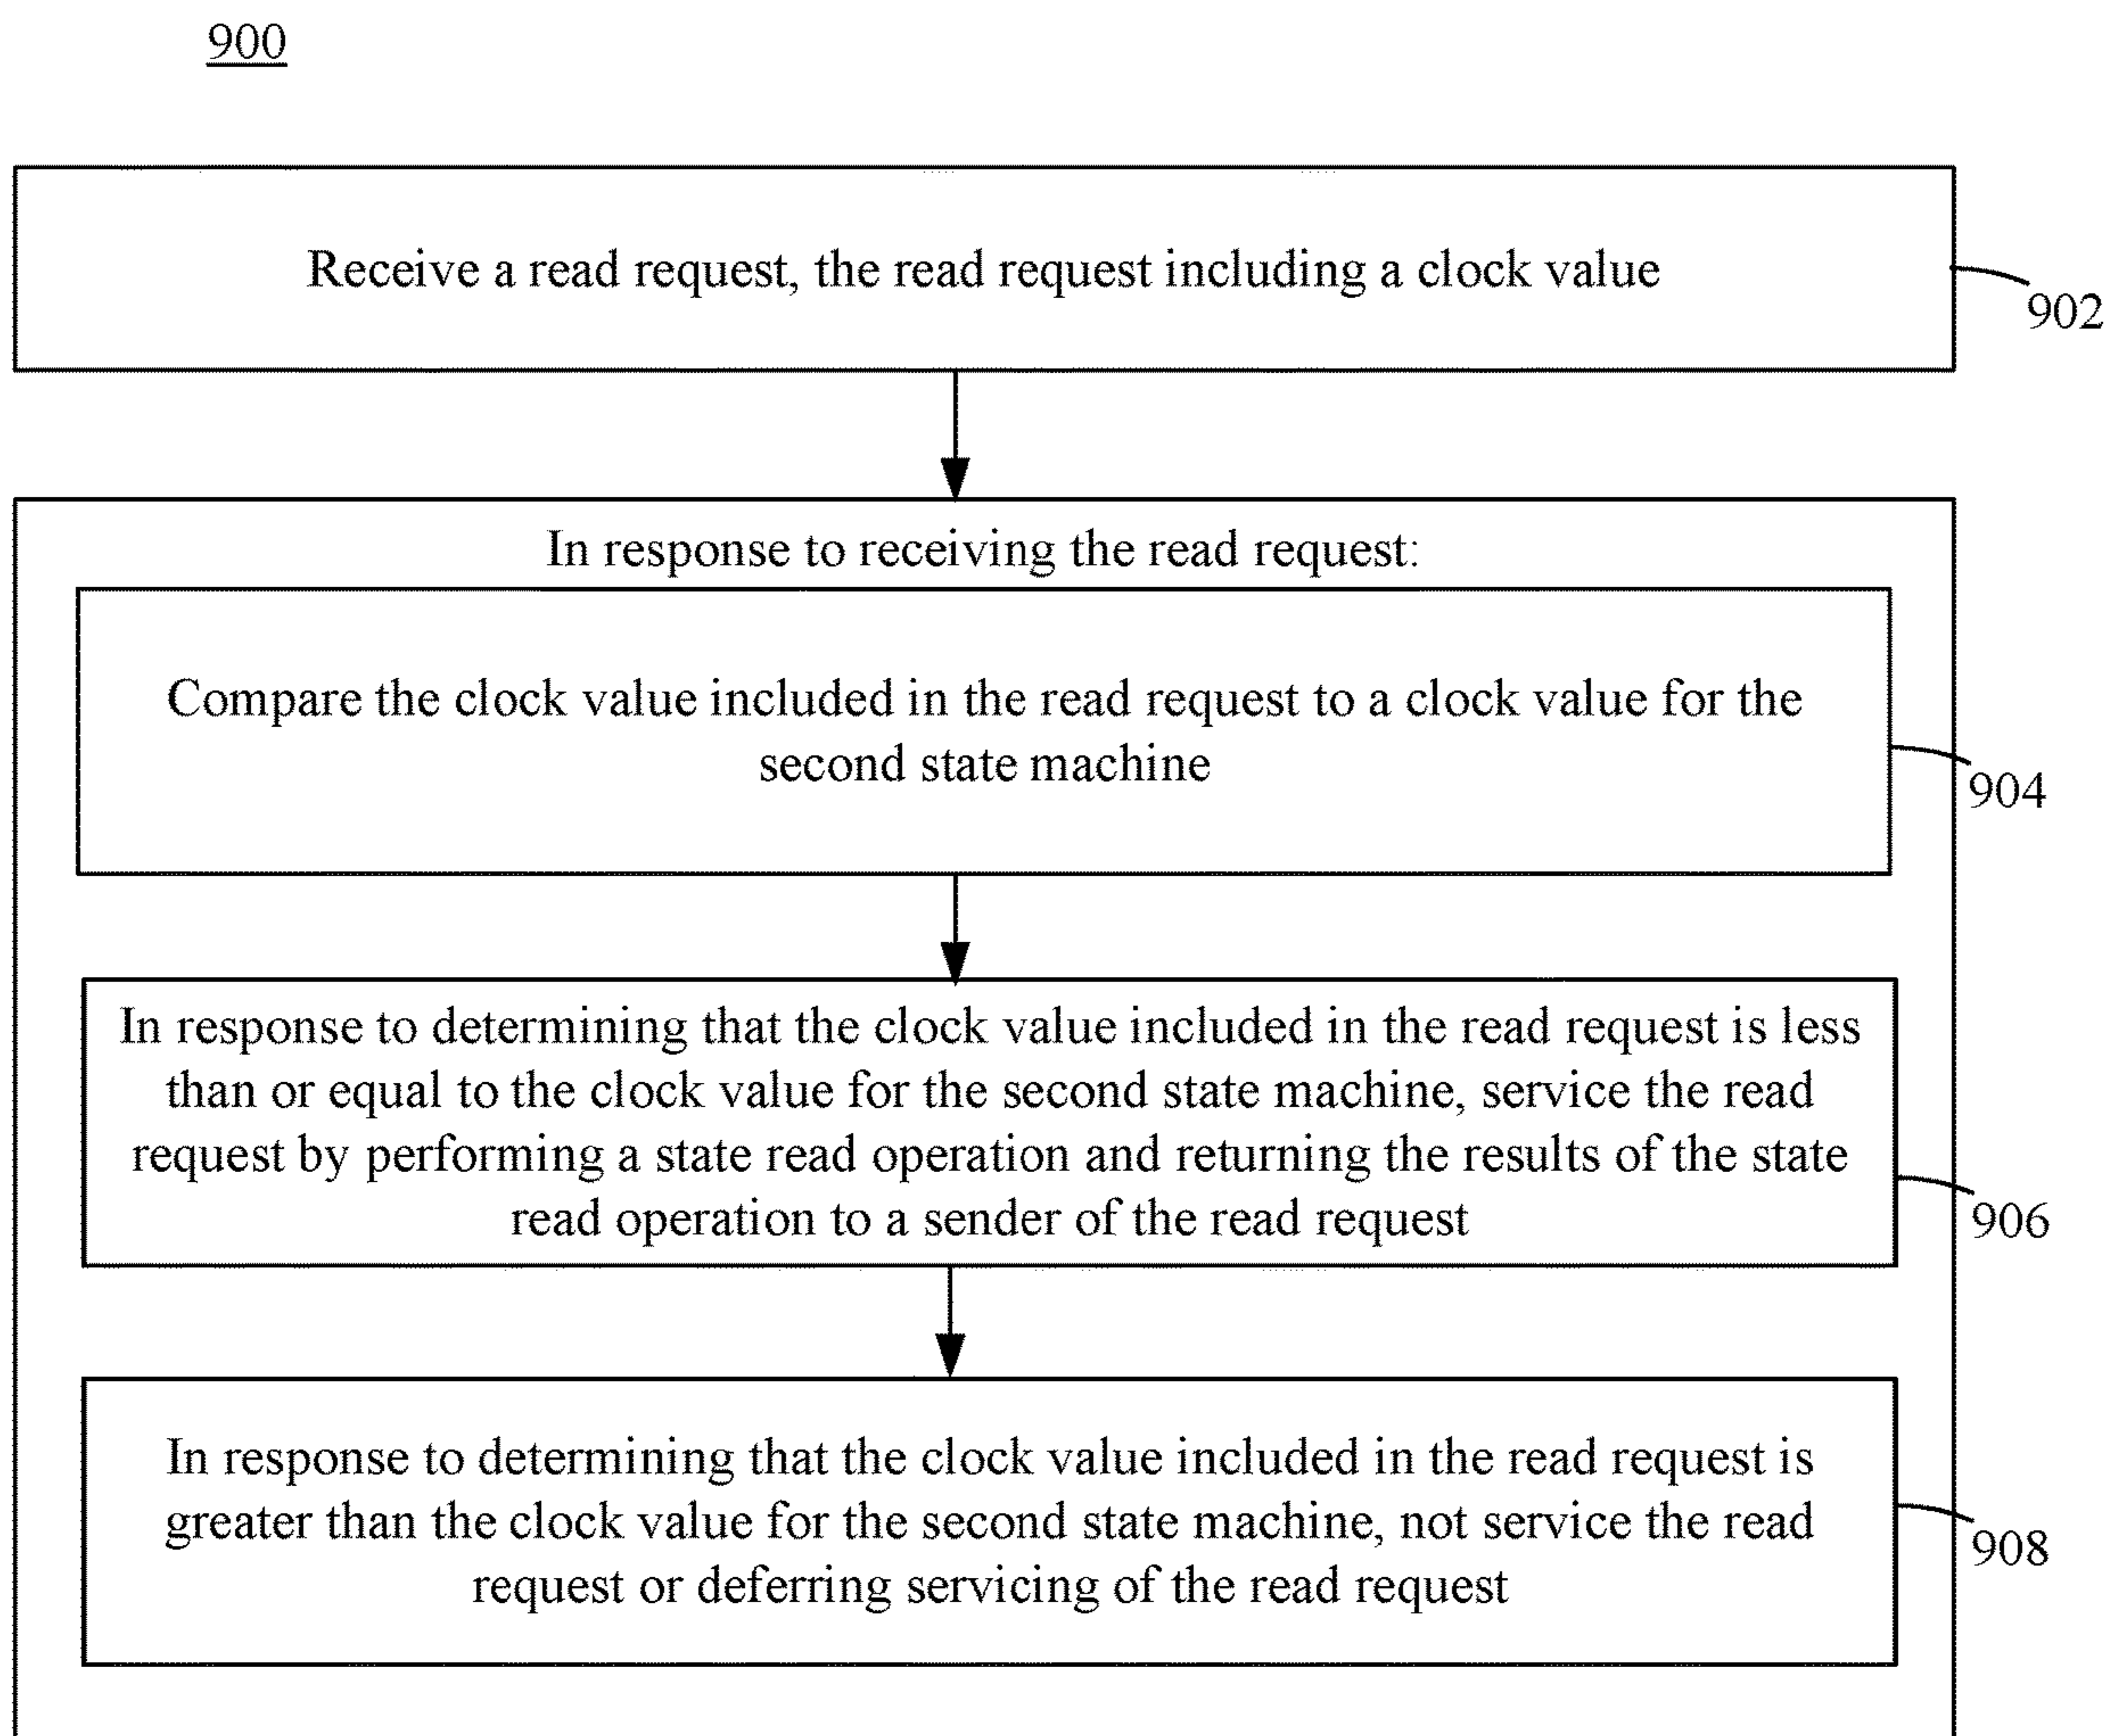 900
Receive a read request, the read request including a clock value
902
In response to receiving the read request:
Compare the clock value included in the read request to a clock value for the
second state machine
904
In response to determining that the clock value included in the read request is less
than or equal to the clock value for the second state machine, service the read
request by performing a state read operation and returning the results of the state
read operation to a sender of the read request
906
In response to determining that the clock value included in the read request is
greater than the clock value for the second state machine, not service the read
request or deferring servicing of the read request
908